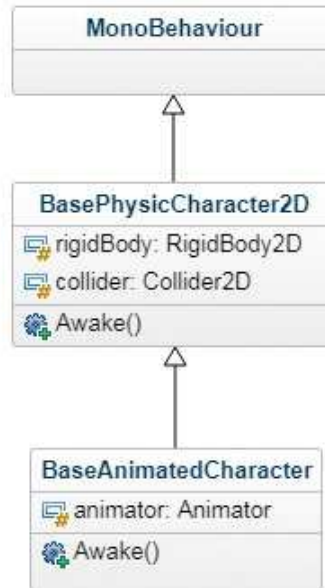 MonoBehaviour
BasePhysicCharacter2D
rigidBody: RigidBody2D
collider: Collider2D
Awake()
BaseAnimatedCharacter
animator: Animator
Awake()